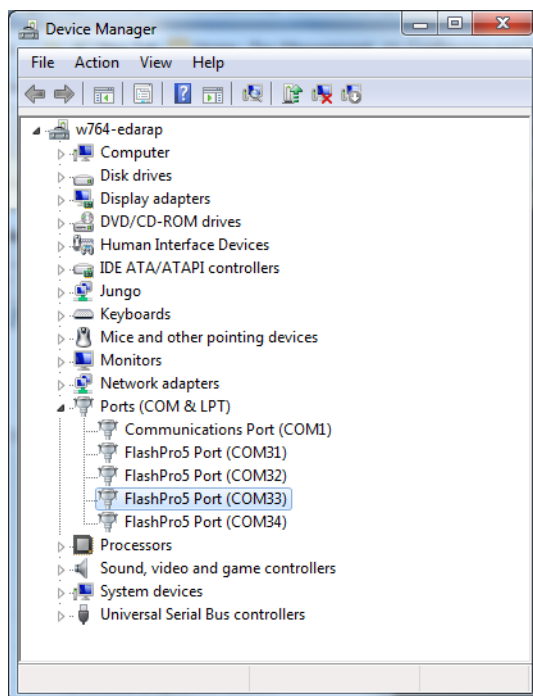 Device Manager
File Action View Help
w764-edarap
Computer
Disk drives
Display adapters
DVD/CD-ROM drives
Human Interface Devices
IDE ATA/ATAPI controllers
Jungo
Keyboards
Mice and other pointing devices
Monitors
Network adapters
Ports (COM & LPT)
Communications Port (COM1)
FlashPro5 Port (COM31)
FlashPro5 Port (COM32)
FlashPro5 Port (COM33)
FlashPro5 Port (COM34)
Processors
Sound, video and game controllers
System devices
Universal Serial Bus controllers